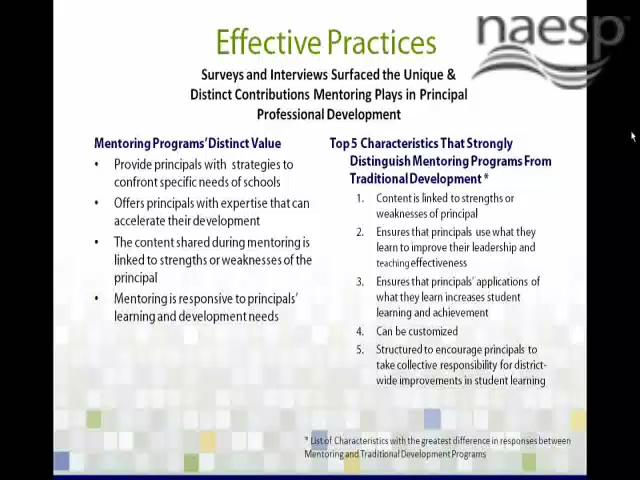 naesp
Effective Practices
Surveys and Interviews Surfaced the Unique &
Distinct Contributions Mentoring Plays in Principal
Professional Development
Mentoring Programs' Distinct Value
• Provide principals with strategies to
confront specific needs of schools
• Offers principals with expertise that can
accelerate their development
• The content shared during mentoring is
linked to strengths or weaknesses of the
principal
• Mentoring is responsive to principals'
learning and development needs
Top 5 Characteristics That Strongly
Distinguish Mentoring Programs From
Traditional Development *
1. Content is linked to strengths or
weaknesses of principal
2. Ensures that principals use what they
learn to improve their leadership and
teaching effectiveness
3. Ensures that principals' applications of
what they learn increases student
learning and achievement
4. Can be customized
5. Structured to encourage principals to
take collective responsibility for district-
wide improvements in student learning
* List of Characteristics with the greatest difference in responses between
Mentoring and Traditional Development Programs